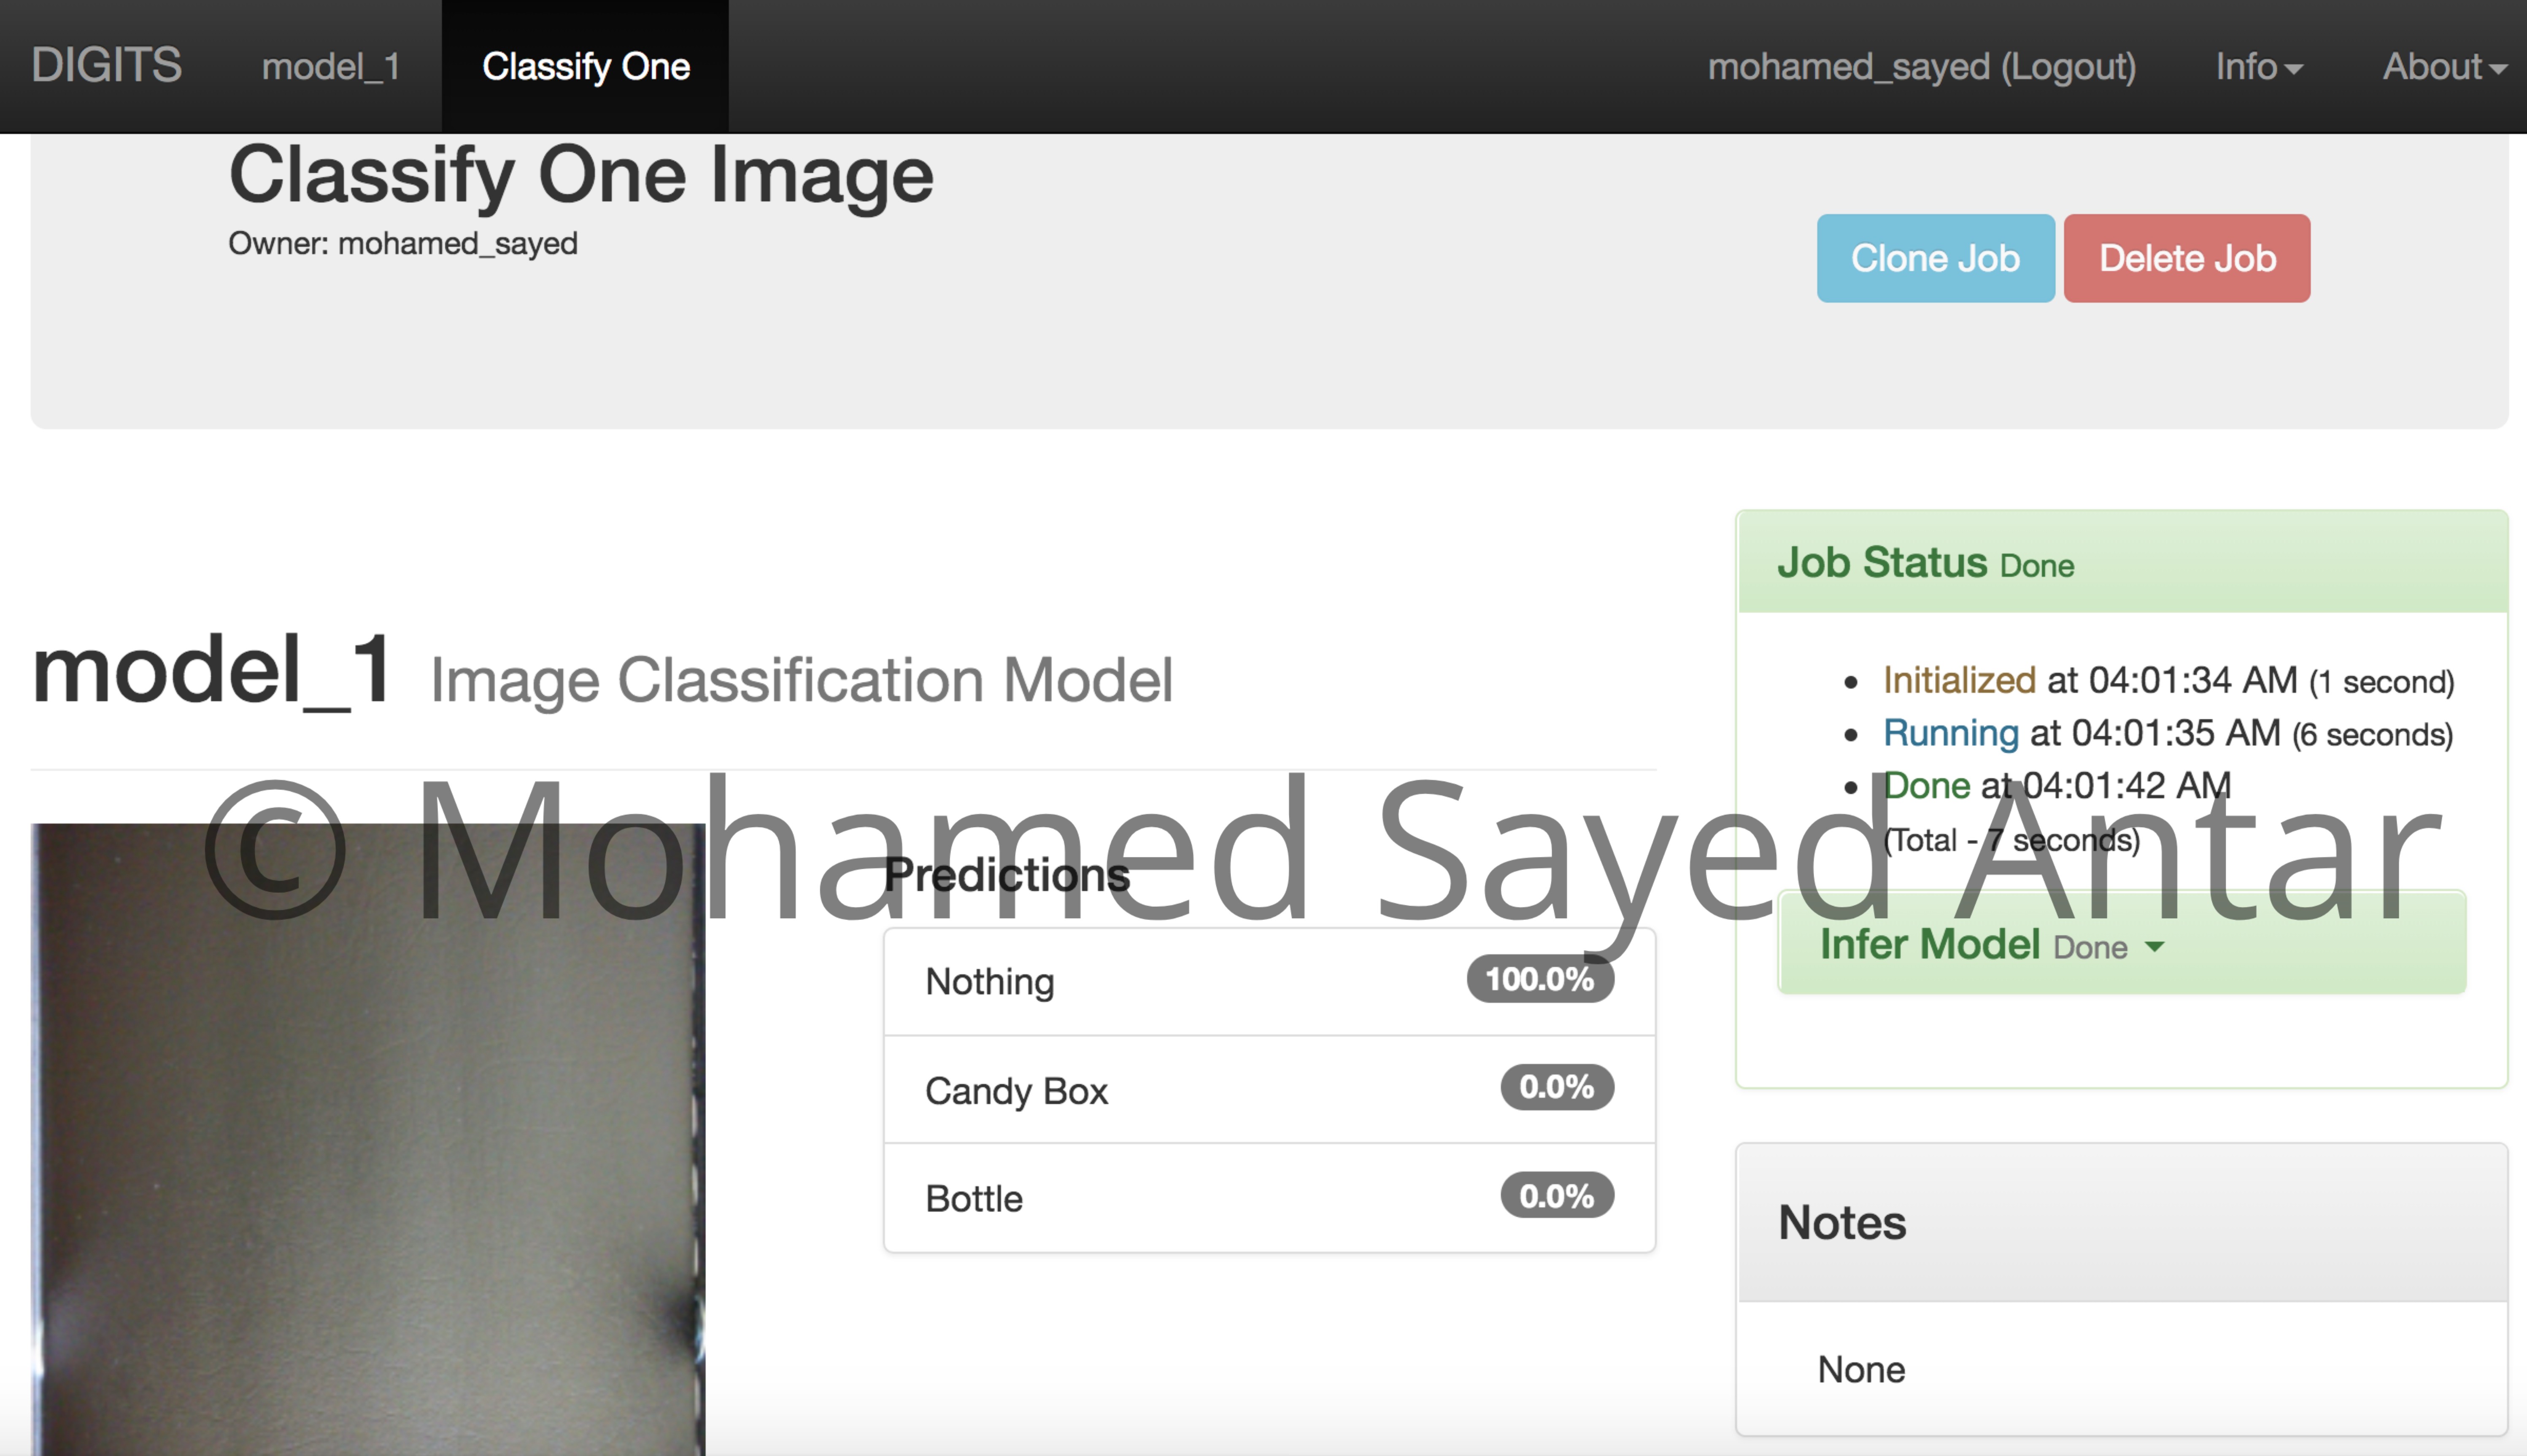 DIGITS model_1 Classify One mohamed_sayed (Logout) Info About
Classify One Image
Owner: mohamed_sayed
Clone Job Delete Job
model_1 Image Classification Model
Predictions
Nothing 100.0%
Candy Box 0.0%
Bottle 0.0%
Job Status Done
Initialized at 04:01:34 AM (1 second)
Running at 04:01:35 AM (6 seconds)
Done at 04:01:42 AM
(Total - 7 seconds)
Infer Model Done
Notes
None
© Mohamed Sayed Antar